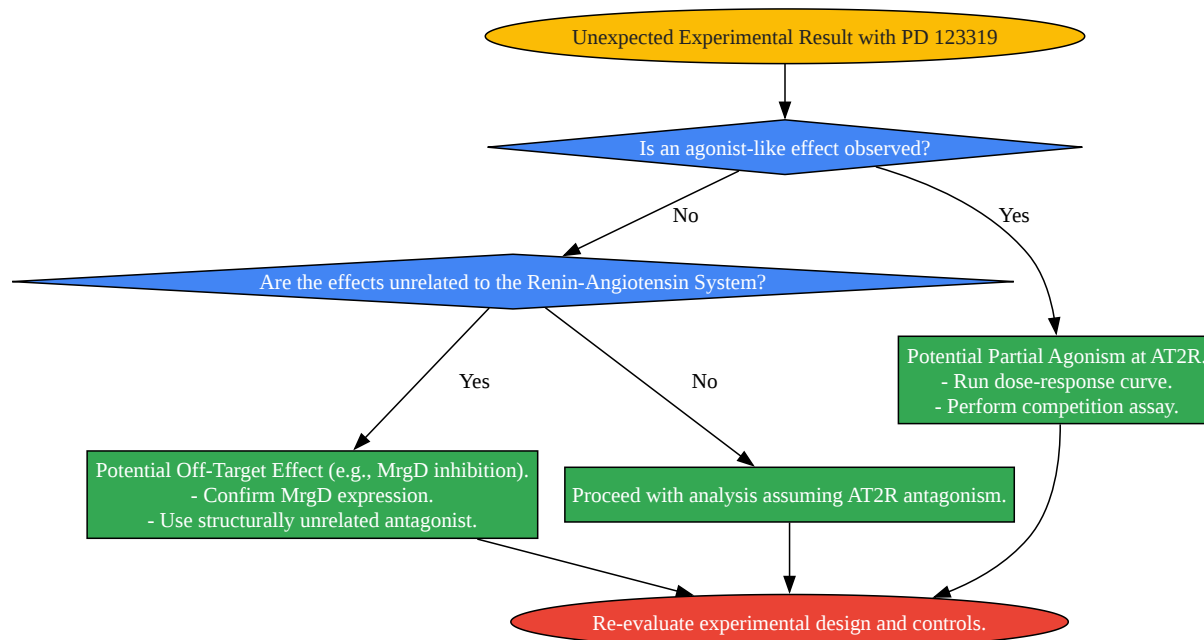 Unexpected Experimental Result with PD 123319
Is an agonist-like effect observed?
No
Yes
Are the effects unrelated to the Renin-Angiotensin System?
Potential Partial Agonism at AT2R.
- Run dose-response curve.
- Perform competition assay.
Yes
No
Potential Off-Target Effect (e.g., MrgD inhibition).
- Confirm MrgD expression.
- Use structurally unrelated antagonist.
Proceed with analysis assuming AT2R antagonism.
Re-evaluate experimental design and controls.